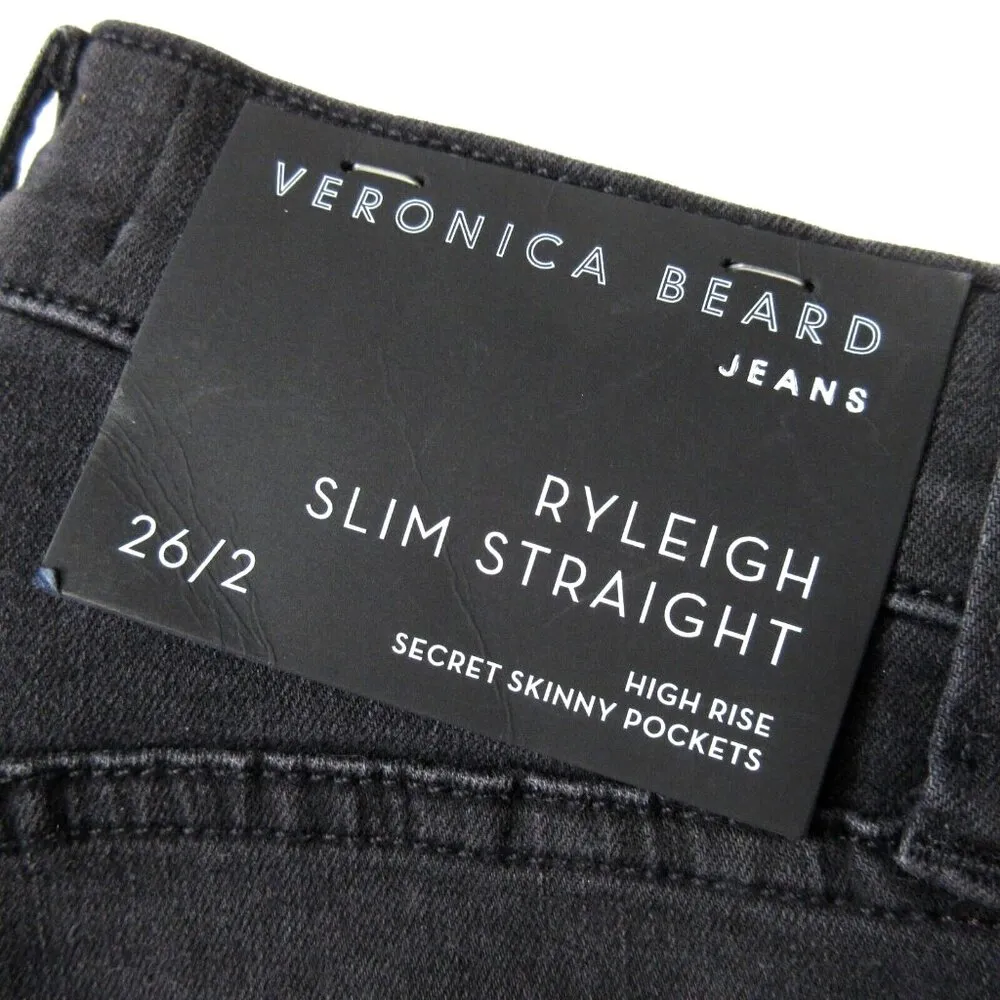 VERONICA BEARD
JEANS
RYLEIGH
SLIM STRAIGHT
26/2
HIGH RISE
SECRET SKINNY POCKETS